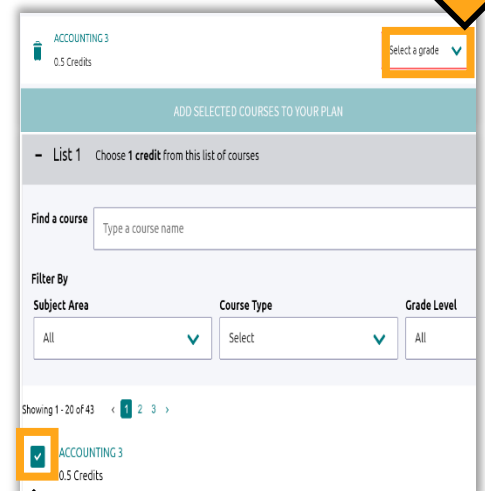 ACCOUNTING 3
Select a grade
0.5 Credits
ADD SELECTED COURSES TO YOUR PLAN
– List 1 Choose 1 credit from this list of courses
Find a course
Type a course name
Filter By
Subject Area Course Type Grade Level
All Select All
Showing 1 - 20 of 43 ‹ 1 2 3 ›
ACCOUNTING 3
0.5 Credits